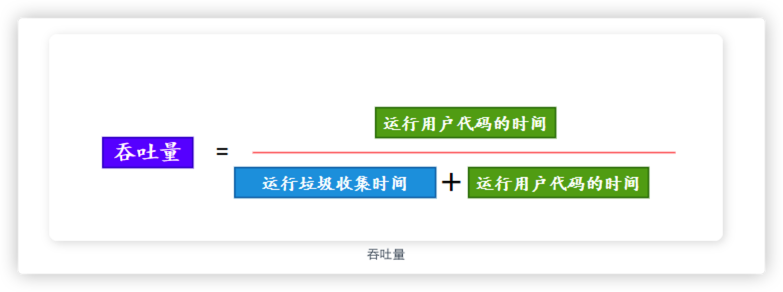 运行用户代码的时间
吞吐量 =
运行垃圾收集时间 + 运行用户代码的时间
吞吐量